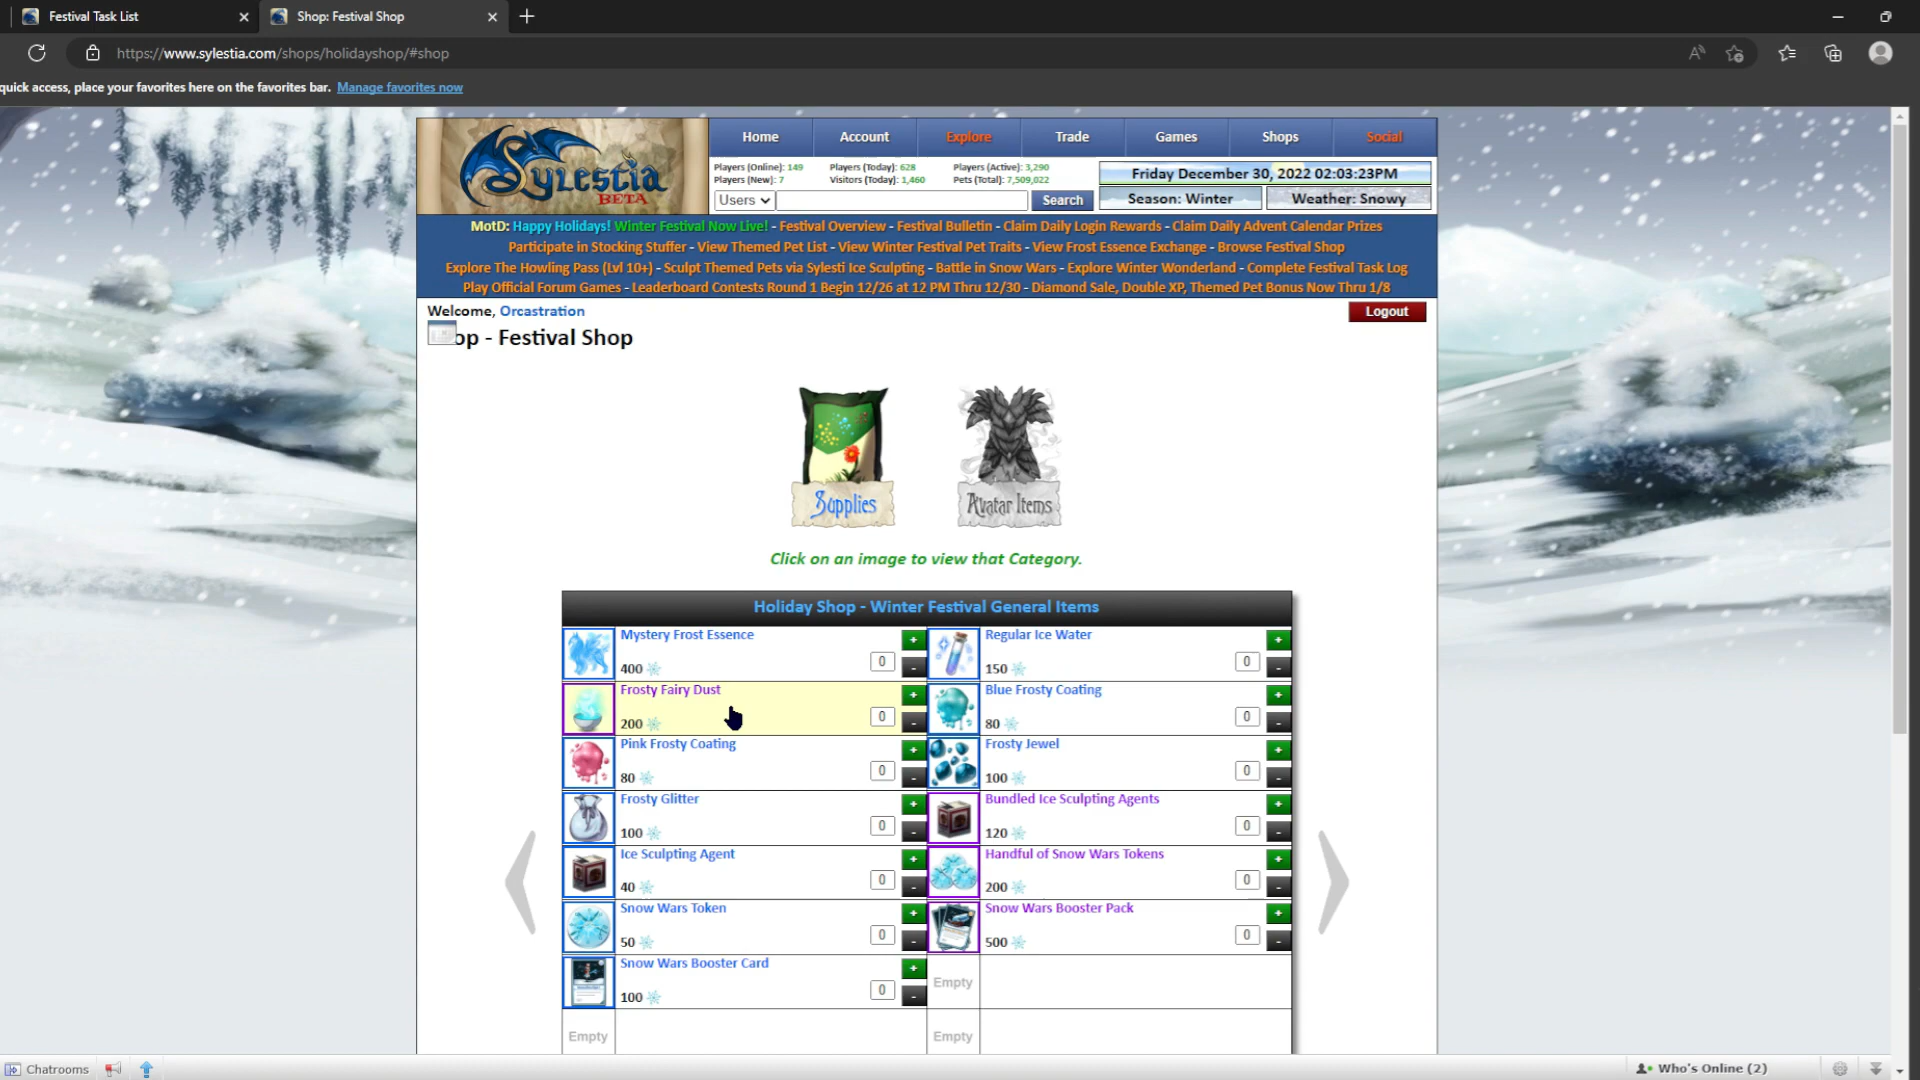 Festival Task List
Shop: Festival Shop
https://www.sylestia.com/shops/holidayshop/#shop
quick access, place your favorites here on the favorites bar. Manage favorites now
Sylestia
BETA
Home Account Explore Trade Games Shops Social
Players (Online): 149 Players (Today): 628 Players (Active): 3,290
Players (New): 7 Visitors (Today): 1,460 Pets (Total): 7,509,022
Friday December 30, 2022 02:03:23PM
Users Search
Season: Winter Weather: Snowy
MotD: Happy Holidays! Winter Festival Now Live! - Festival Overview - Festival Bulletin - Claim Daily Login Rewards - Claim Daily Advent Calendar Prizes
Participate in Stocking Stuffer - View Themed Pet List - View Winter Festival Pet Traits - View Frost Essence Exchange - Browse Festival Shop
Explore The Howling Pass (Lvl 10+) - Sculpt Themed Pets via Sylesti Ice Sculpting - Battle in Snow Wars - Explore Winter Wonderland - Complete Festival Task Log
Play Official Forum Games - Leaderboard Contests Round 1 Begin 12/26 at 12 PM Thru 12/30 - Diamond Sale, Double XP, Themed Pet Bonus Now Thru 1/8
Welcome, Orcastration
Logout
op - Festival Shop
Supplies
Avatar Items
Click on an image to view that Category.
Holiday Shop - Winter Festival General Items
Mystery Frost Essence + Regular Ice Water +
400 0 - 150 0 -
Frosty Fairy Dust + Blue Frosty Coating +
200 0 - 80 0 -
Pink Frosty Coating + Frosty Jewel +
80 0 - 100 0 -
Frosty Glitter + Bundled Ice Sculpting Agents +
100 0 - 120 0 -
Ice Sculpting Agent + Handful of Snow Wars Tokens +
40 0 - 200 0 -
Snow Wars Token + Snow Wars Booster Pack +
50 0 - 500 0 -
Snow Wars Booster Card +
100 0 - Empty
Empty Empty
Chatrooms
Who's Online (2)